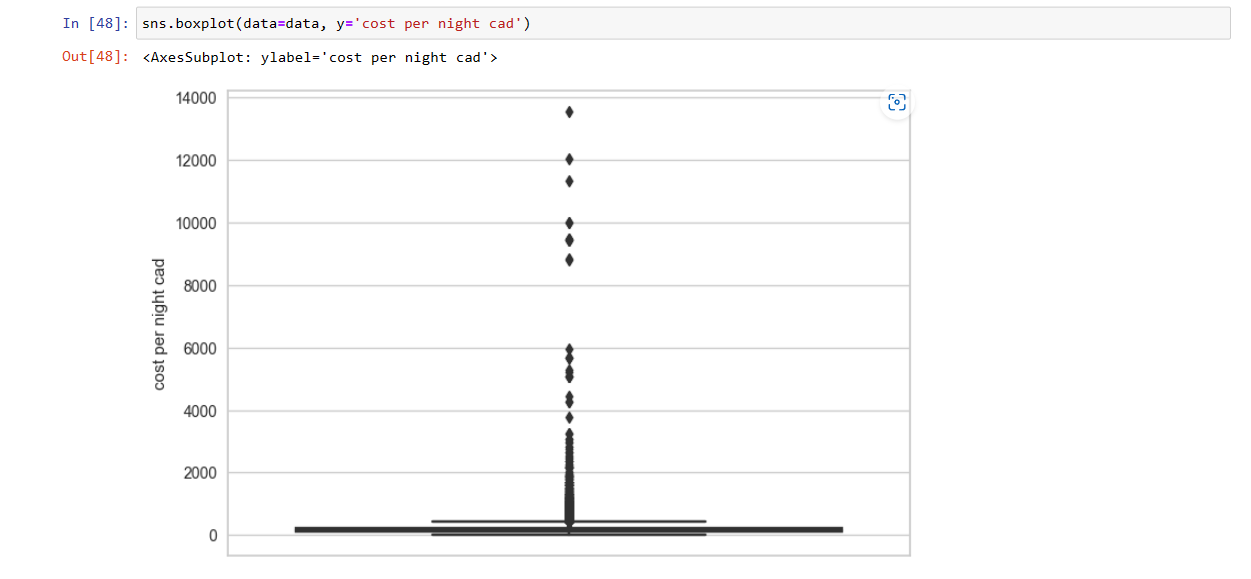 In [48]: sns.boxplot(data=data, y='cost per night cad')
Out[48]: <AxesSubplot: ylabel='cost per night cad'>
14000
12000
10000
8000
6000
4000
2000
0
cost per night cad